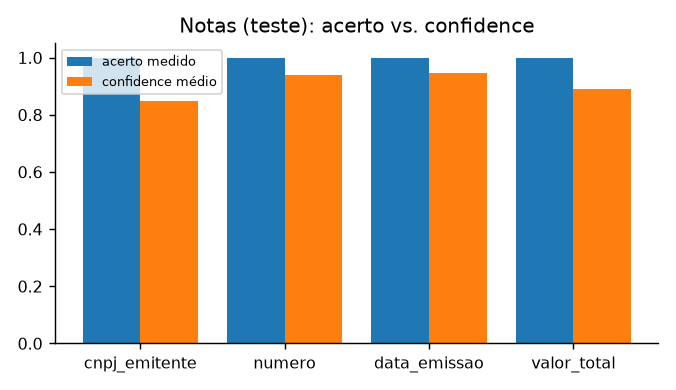 Notas (teste): acerto vs. confidence
1.0
0.8
0.6
0.4
0.2
0.0
acerto medido
confidence médio
cnpj_emitente
numero
data_emissao
valor_total